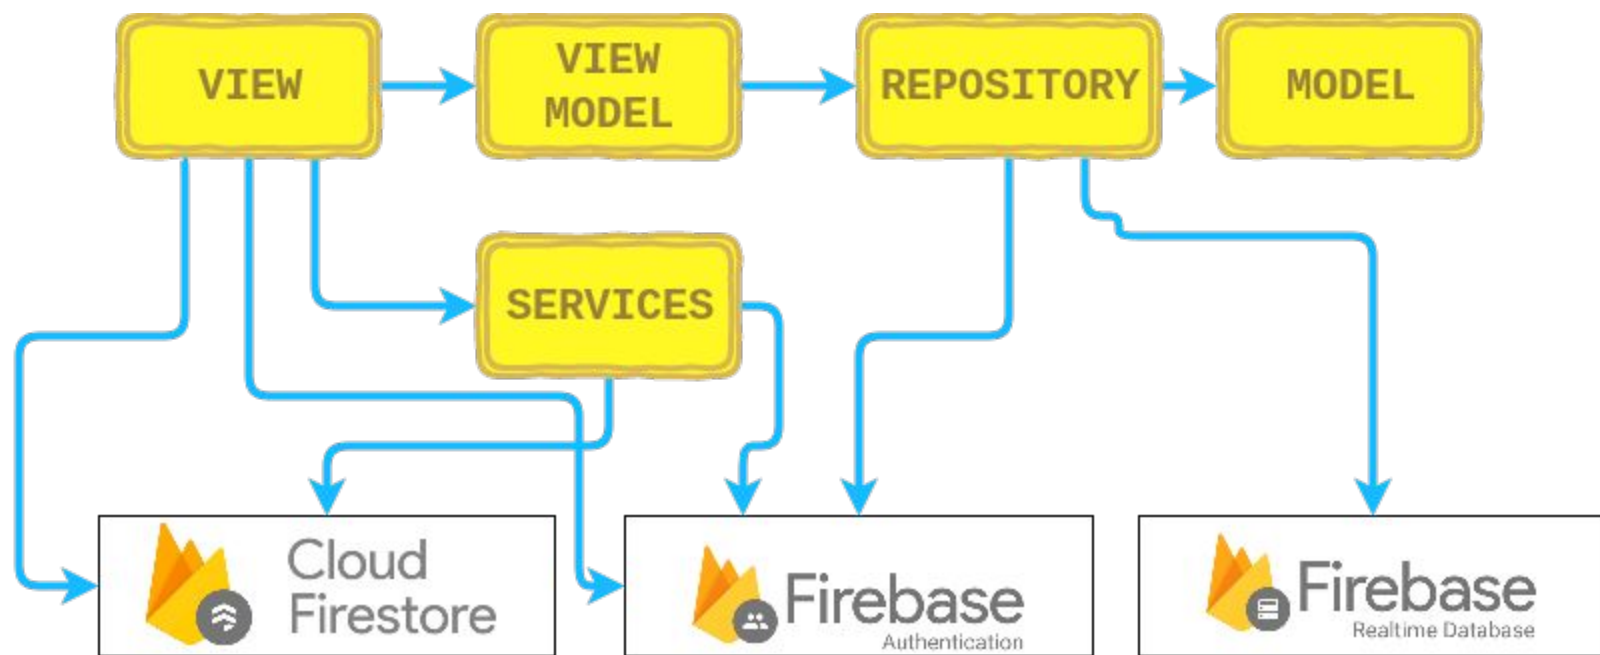 VIEW
VIEW
MODEL
REPOSITORY
MODEL
SERVICES
Cloud
Firestore
Firebase
Authentication
Firebase
Realtime Database